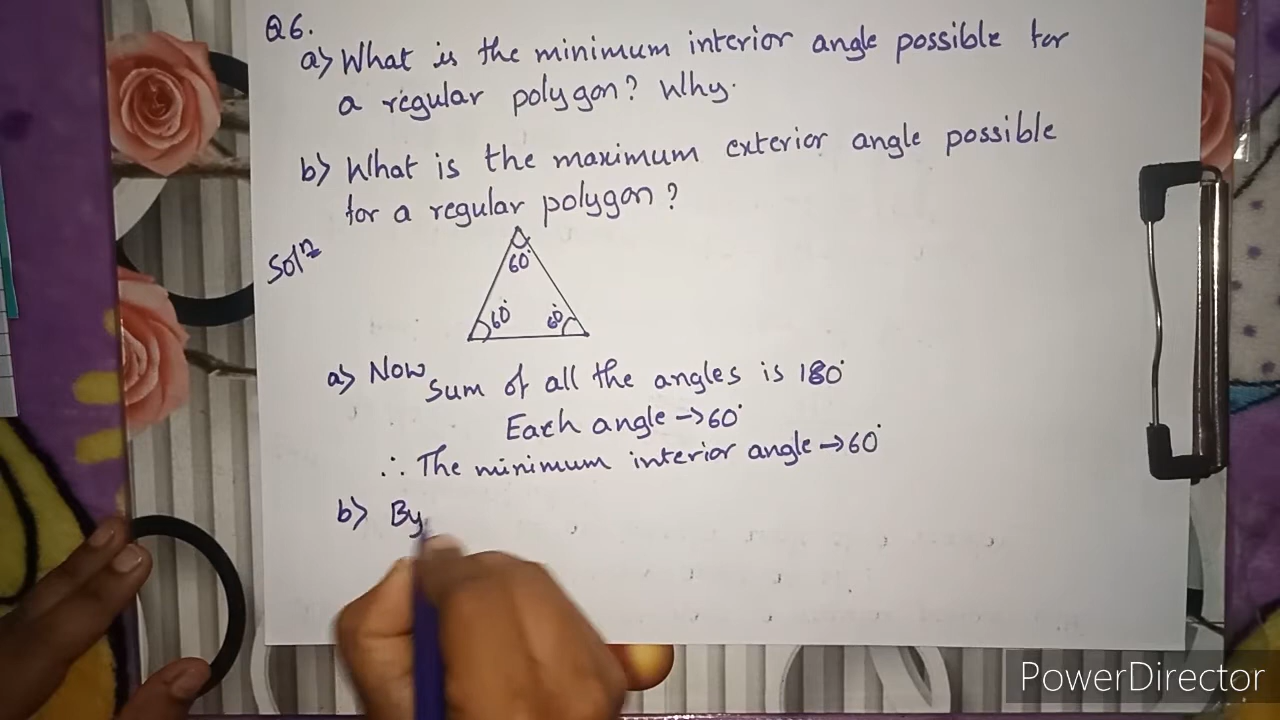 Q6.
a) What is the minimum interior angle possible for
a regular polygon? Why.
b) What is the maximum exterior angle possible
for a regular polygon?
Solⁿ
60°
60°
60°
a) Now Sum of all the angles is 180°
Each angle → 60°
∴ The minimum interior angle → 60°
b) By
PowerDirector